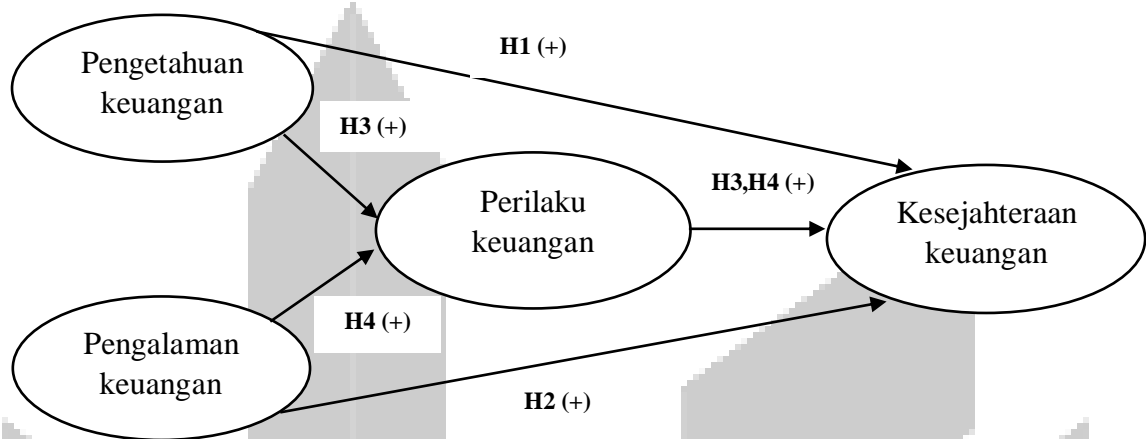 Pengetahuan
keuangan
H1 (+)
H3 (+)
Perilaku
keuangan
H3,H4 (+)
Kesejahteraan
keuangan
H4 (+)
Pengalaman
keuangan
H2 (+)